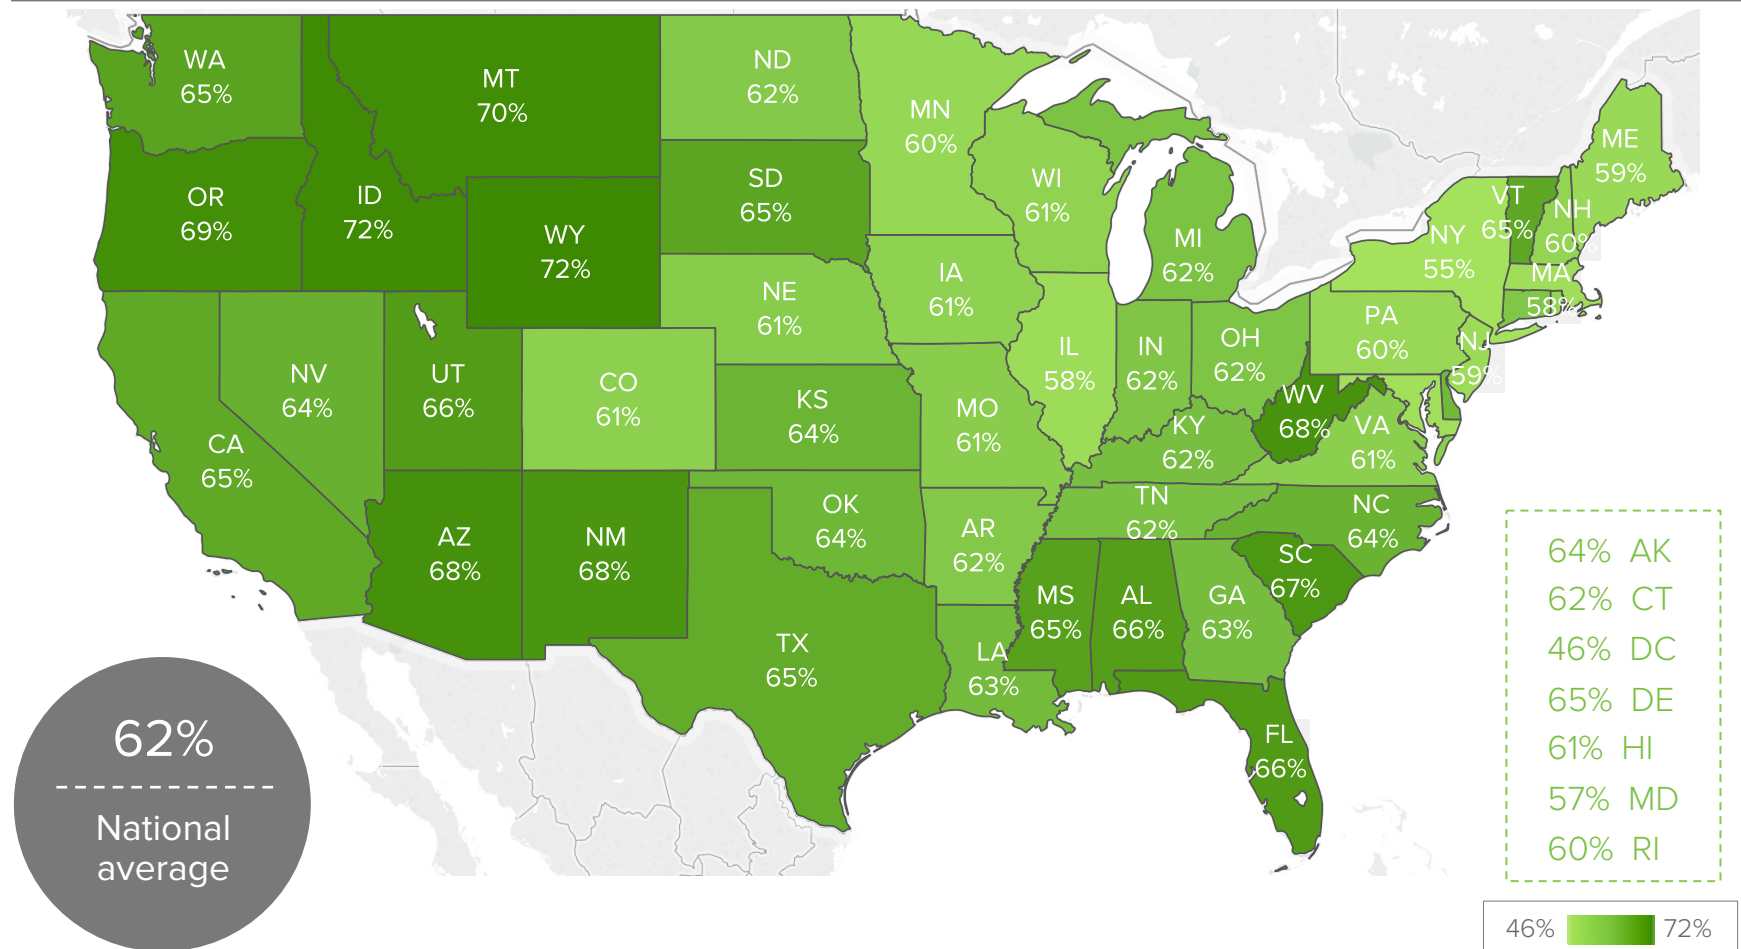 WA
65%
MT
70%
ND
62%
MN
60%
ME
59%
OR
69%
ID
72%
WY
72%
SD
65%
WI
61%
MI
62%
VT
65%
NH
60%
NY
55%
MA
58%
NE
61%
IA
61%
PA
60%
NJ
59%
NV
64%
UT
66%
CO
61%
KS
64%
MO
61%
IL
58%
IN
62%
OH
62%
WV
68%
VA
61%
KY
62%
CA
65%
AZ
68%
NM
68%
OK
64%
AR
62%
TN
62%
NC
64%
SC
67%
MS
65%
AL
66%
GA
63%
TX
65%
LA
63%
FL
66%
62%
National
average
64% AK
62% CT
46% DC
65% DE
61% HI
57% MD
60% RI
46% 72%